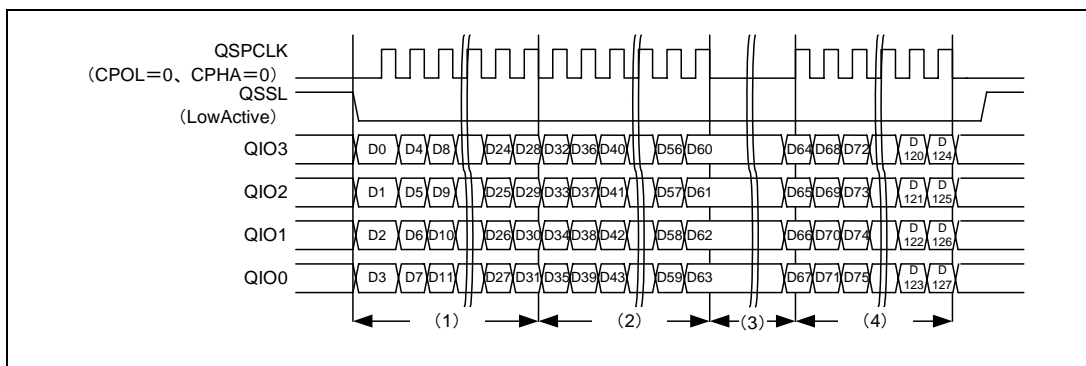 QSPCLK
（CPOL＝0、CPHA＝0）
QSSL
（LowActive）
QIO3 D0 D4 D8 D24 D28 D32 D36 D40 D56 D60 D64 D68 D72 D 120 D 124
QIO2 D1 D5 D9 D25 D29 D33 D37 D41 D57 D61 D65 D69 D73 D 121 D 125
QIO1 D2 D6 D10 D26 D30 D34 D38 D42 D58 D62 D66 D70 D74 D 122 D 126
QIO0 D3 D7 D11 D27 D31 D35 D39 D43 D59 D63 D67 D71 D75 D 123 D 127
（1） （2） （3） （4）